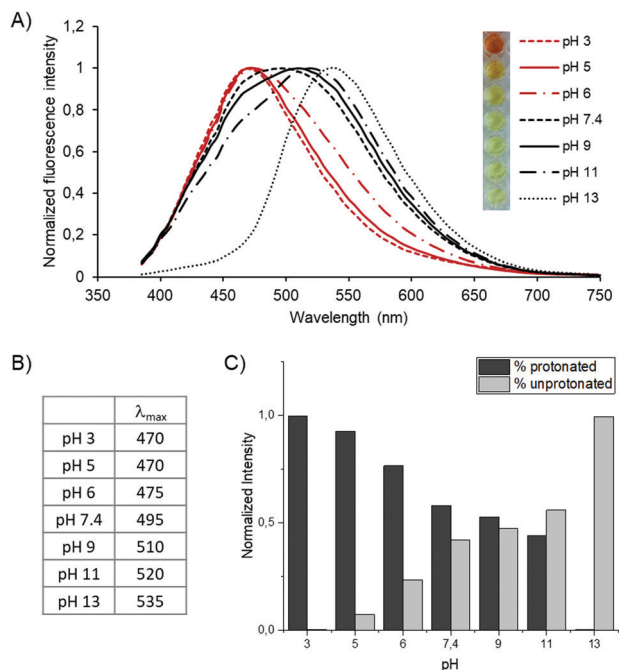 A)
Normalized fluorescence intensity
1,2
1
0,8
0,6
0,4
0,2
0
350 400 450 500 550 600 650 700 750
Wavelength (nm)
pH 3
pH 5
pH 6
pH 7.4
pH 9
pH 11
pH 13
B)
λmax
pH 3 470
pH 5 470
pH 6 475
pH 7.4 495
pH 9 510
pH 11 520
pH 13 535
C)
% protonated
% unprotonated
Normalized Intensity
1,0
0,5
0,0
3 5 6 7,4 9 11 13
pH